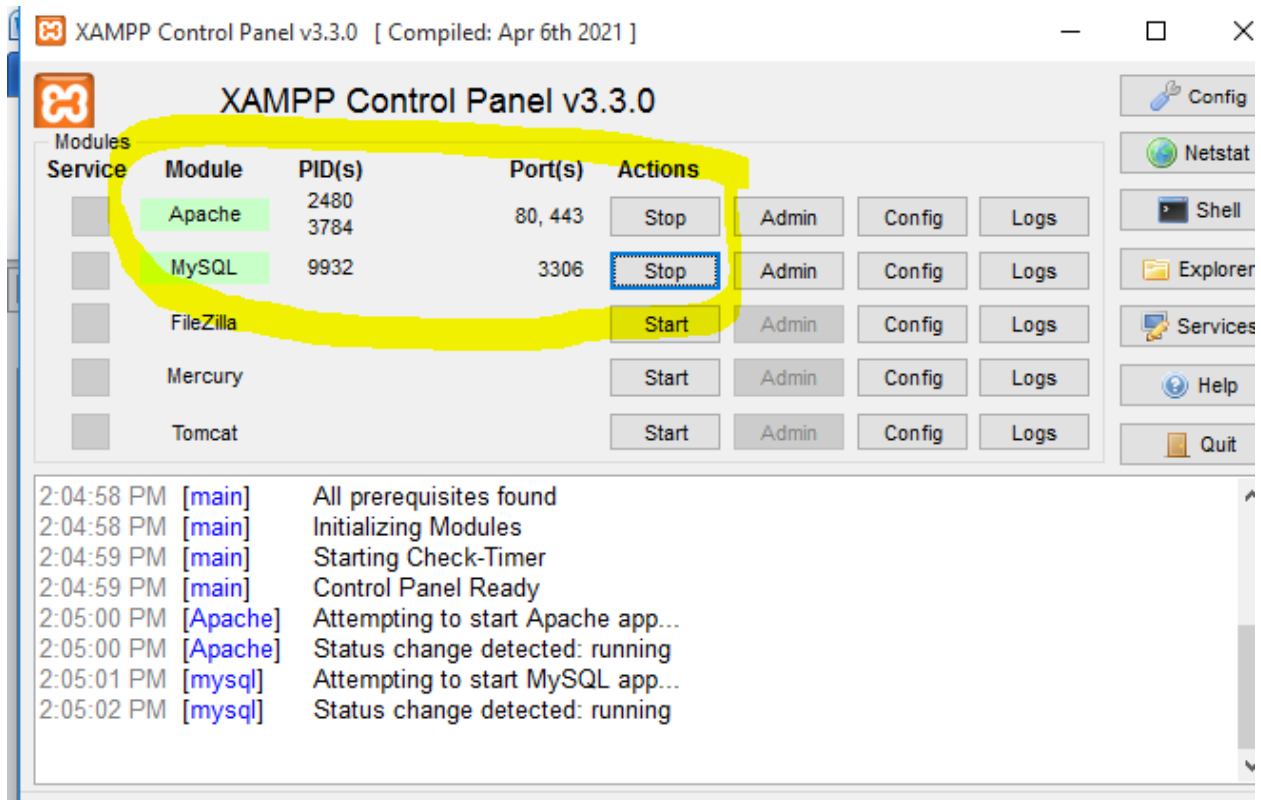 XAMPP Control Panel v3.3.0 [ Compiled: Apr 6th 2021 ]
XAMPP Control Panel v3.3.0
Config
Modules
Netstat
Service Module PID(s) Port(s) Actions
Apache 2480 3784 80, 443 Stop Admin Config Logs
Shell
MySQL 9932 3306 Stop Admin Config Logs
Explorer
FileZilla Start Admin Config Logs
Services
Mercury Start Admin Config Logs
Help
Tomcat Start Admin Config Logs
Quit
2:04:58 PM [main] All prerequisites found
2:04:58 PM [main] Initializing Modules
2:04:59 PM [main] Starting Check-Timer
2:04:59 PM [main] Control Panel Ready
2:05:00 PM [Apache] Attempting to start Apache app...
2:05:00 PM [Apache] Status change detected: running
2:05:01 PM [mysql] Attempting to start MySQL app...
2:05:02 PM [mysql] Status change detected: running